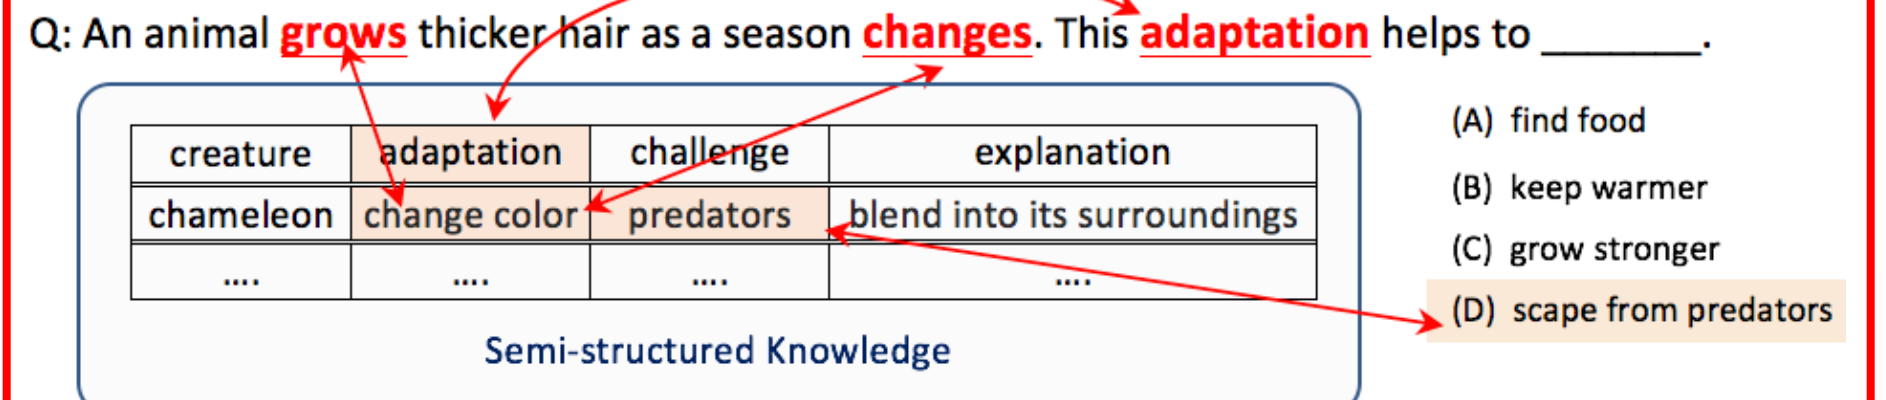 Q: An animal grows thicker hair as a season changes. This adaptation helps to _______.
creature adaptation challenge explanation
chameleon change color predators blend into its surroundings
.... .... .... ....
Semi-structured Knowledge
(A) find food
(B) keep warmer
(C) grow stronger
(D) scape from predators